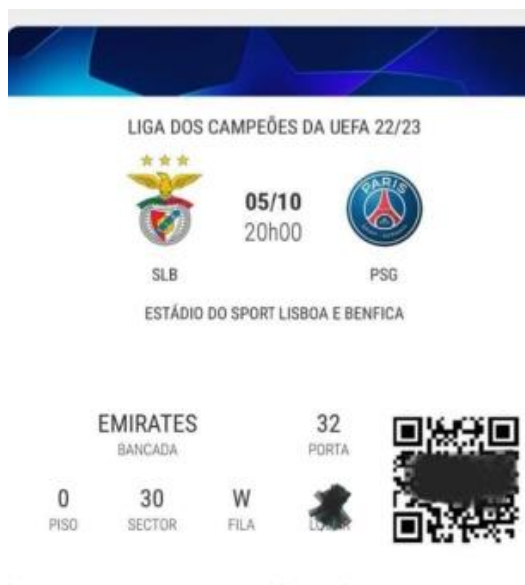 LIGA DOS CAMPEÕES DA UEFA 22/23
05/10
20h00
PARIS
SLB
PSG
ESTÁDIO DO SPORT LISBOA E BENFICA
EMIRATES
BANCADA
32
PORTA
0
PISO
30
SECTOR
W
FILA